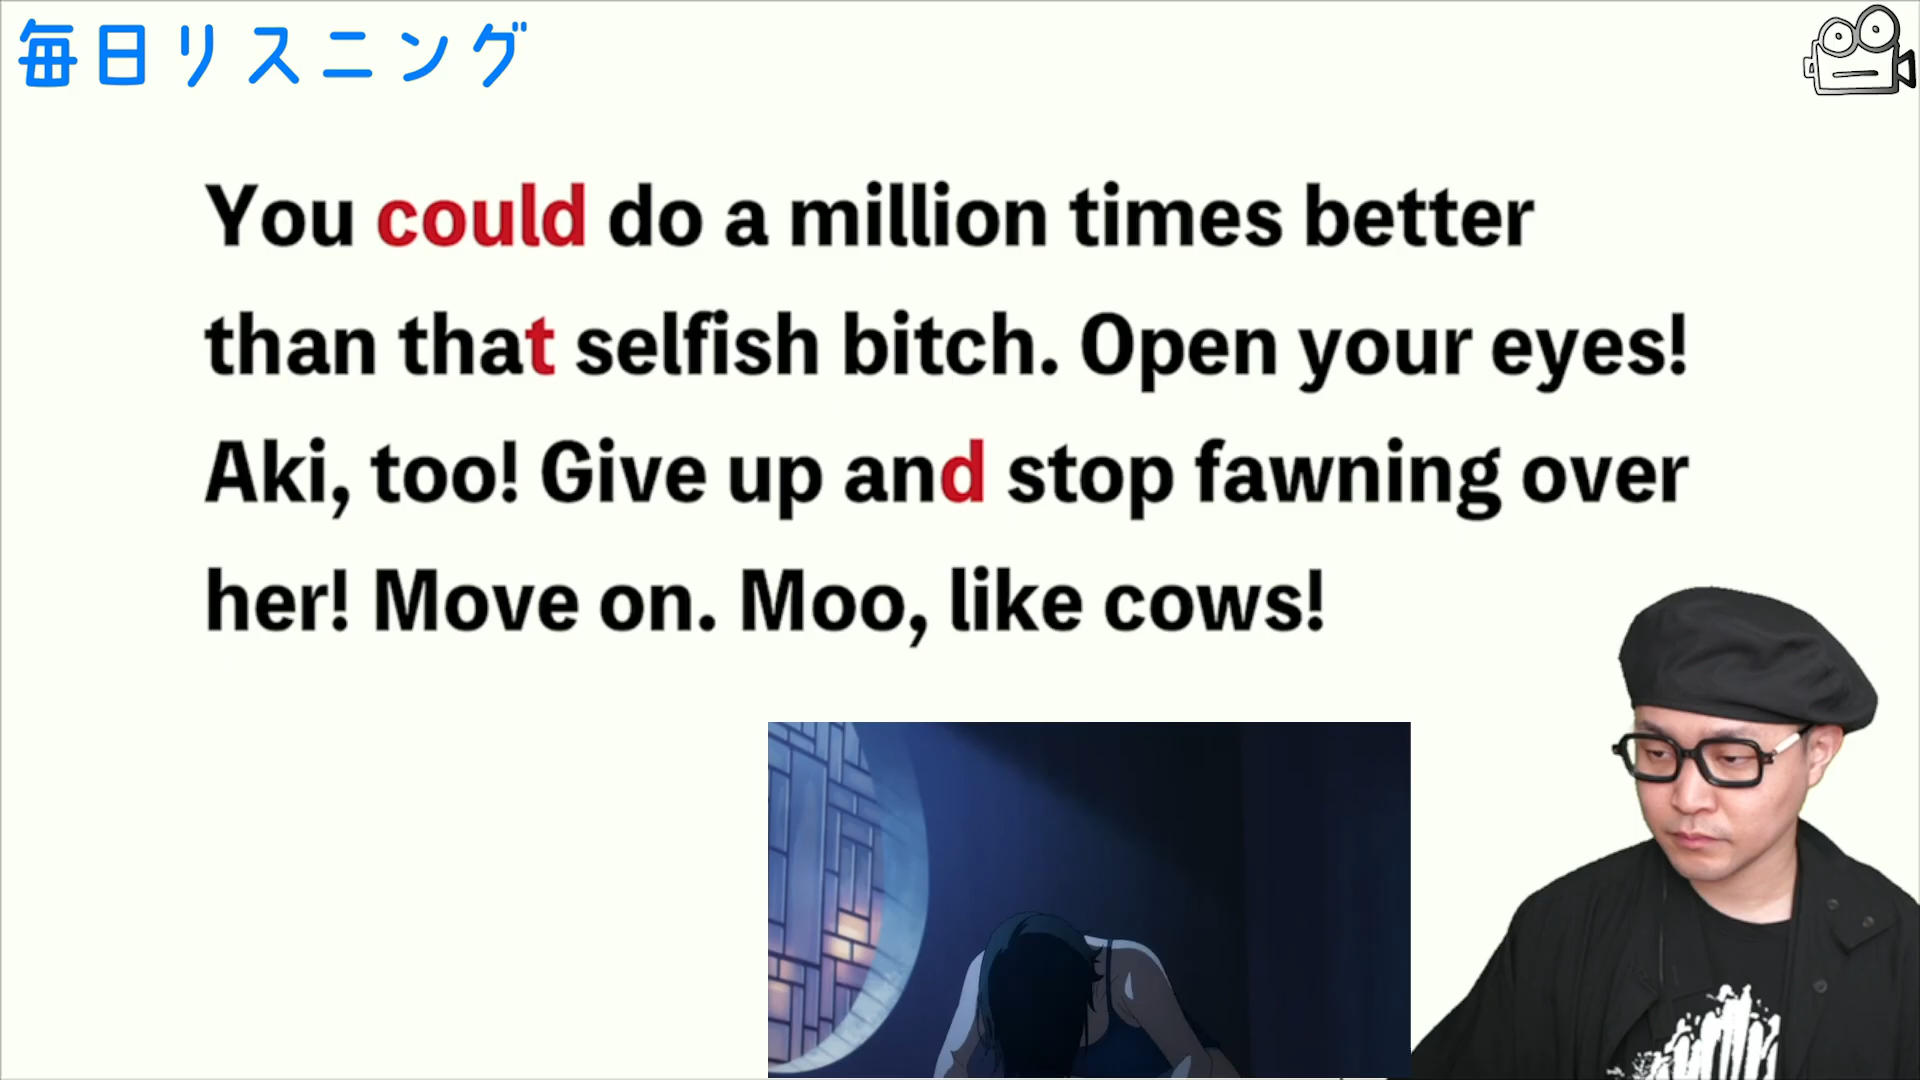 毎日リスニング
You could do a million times better
than that selfish bitch. Open your eyes!
Aki, too! Give up and stop fawning over
her! Move on. Moo, like cows!